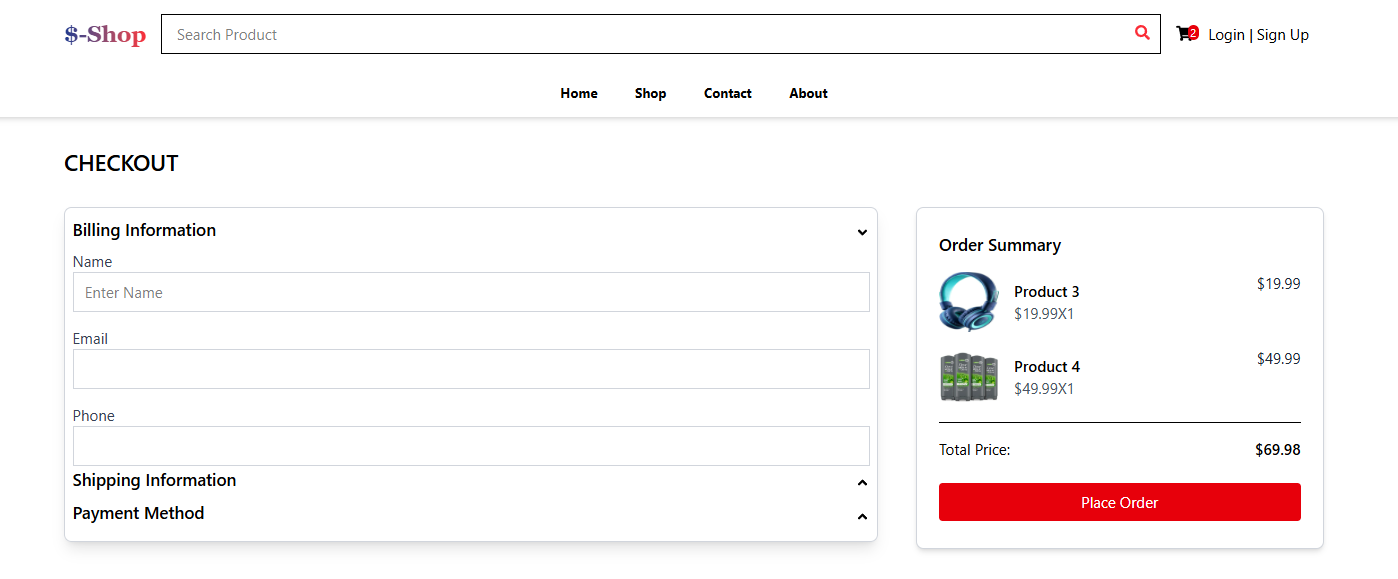 $-Shop
Search Product
2
Login | Sign Up
Home Shop Contact About
CHECKOUT
Billing Information
Name
Enter Name
Email
Phone
Shipping Information
Payment Method
Order Summary
Product 3
$19.99X1
$19.99
Product 4
$49.99X1
$49.99
Total Price: $69.98
Place Order